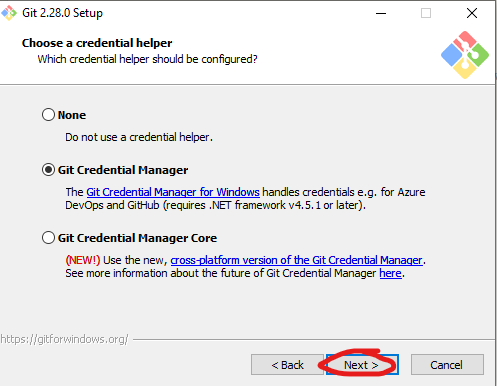 Git 2.28.0 Setup
Choose a credential helper
Which credential helper should be configured?
None
Do not use a credential helper.
Git Credential Manager
The Git Credential Manager for Windows handles credentials e.g. for Azure
DevOps and GitHub (requires .NET framework v4.5.1 or later).
Git Credential Manager Core
(NEW!) Use the new, cross-platform version of the Git Credential Manager.
See more information about the future of Git Credential Manager here.
https://gitforwindows.org/
< Back Next > Cancel